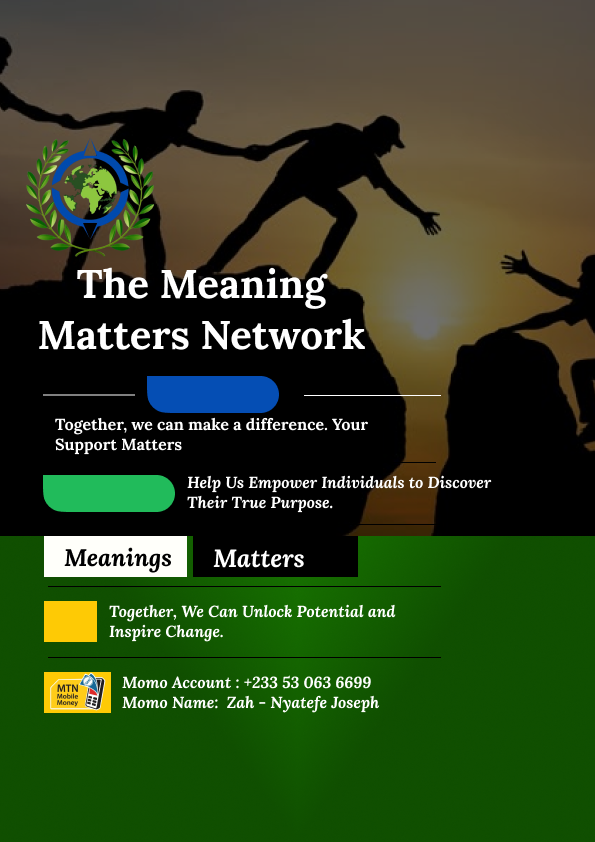 The Meaning
Matters Network
Together, we can make a difference. Your
Support Matters
Help Us Empower Individuals to Discover
Their True Purpose.
Meanings Matters
Together, We Can Unlock Potential and
Inspire Change.
MTN
Mobile
Money
Momo Account : +233 53 063 6699
Momo Name: Zah - Nyatefe Joseph